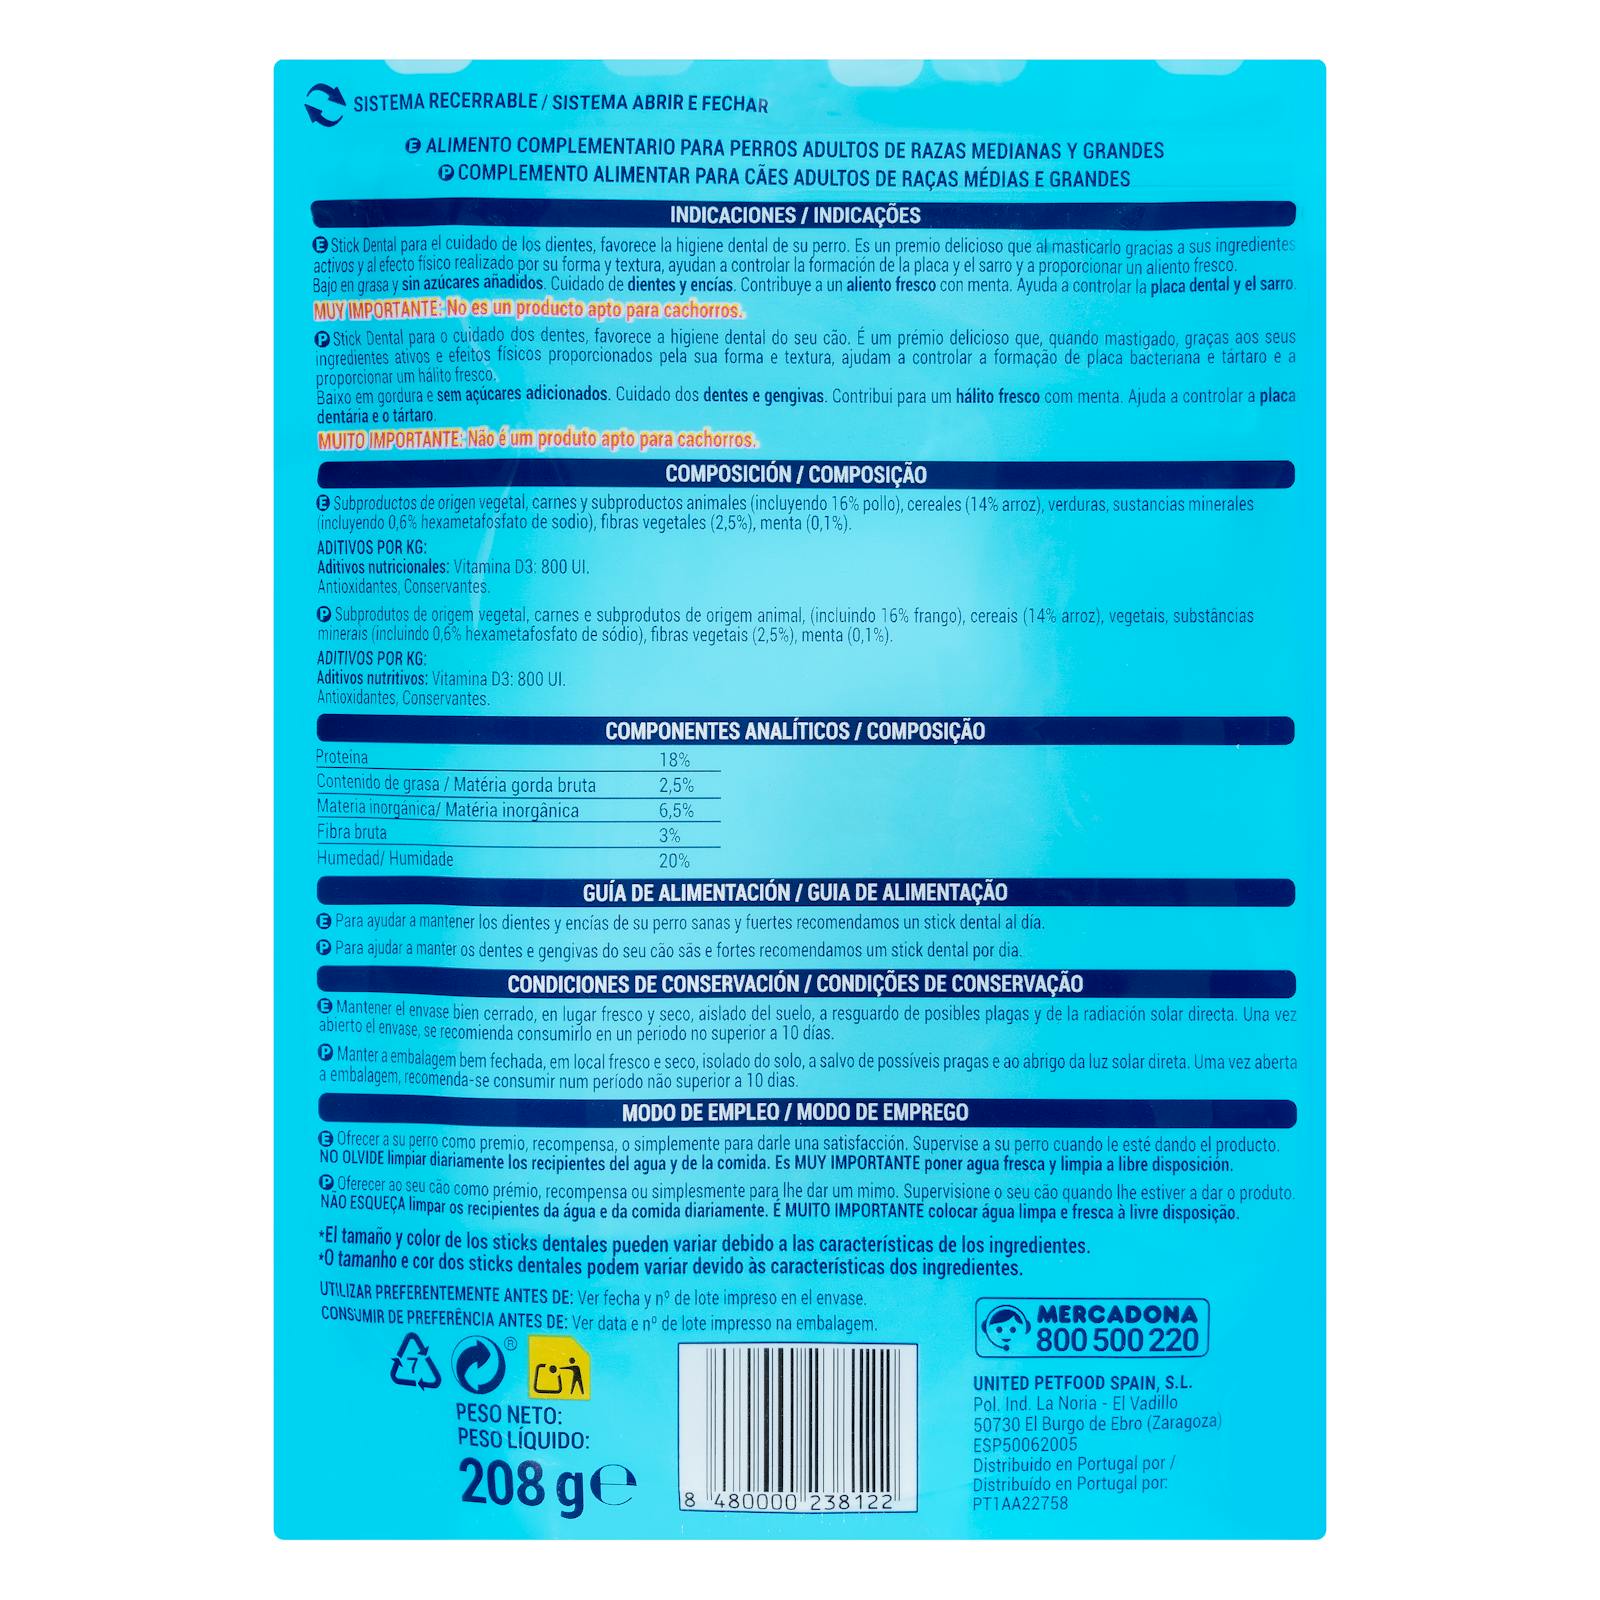 SISTEMA RECERRABLE / SISTEMA ABRIR E FECHAR
E ALIMENTO COMPLEMENTARIO PARA PERROS ADULTOS DE RAZAS MEDIANAS Y GRANDES
P COMPLEMENTO ALIMENTAR PARA CÃES ADULTOS DE RAÇAS MÉDIAS E GRANDES
INDICACIONES / INDICAÇÕES
E Stick Dental para el cuidado de los dientes, favorece la higiene dental de su perro. Es un premio delicioso que al masticarlo gracias a sus ingredientes
activos y al efecto físico realizado por su forma y textura, ayudan a controlar la formación de la placa y el sarro y a proporcionar un aliento fresco.
Bajo en grasa y sin azúcares añadidos. Cuidado de dientes y encías. Contribuye a un aliento fresco con menta. Ayuda a controlar la placa dental y el sarro.
MUY IMPORTANTE: No es un producto apto para cachorros.
P Stick Dental para o cuidado dos dentes, favorece a higiene dental do seu cão. É um prémio delicioso que, quando mastigado, graças aos seus
ingredientes ativos e efeitos físicos proporcionados pela sua forma e textura, ajudam a controlar a formação de placa bacteriana e tártaro e a
proporcionar um hálito fresco.
Baixo em gordura e sem açúcares adicionados. Cuidado dos dentes e gengivas. Contribui para um hálito fresco com menta. Ajuda a controlar a placa
dentária e o tártaro.
MUITO IMPORTANTE: Não é um produto apto para cachorros.
COMPOSICIÓN / COMPOSIÇÃO
E Subproductos de origen vegetal, carnes y subproductos animales (incluyendo 16% pollo), cereales (14% arroz), verduras, sustancias minerales
(incluyendo 0,6% hexametafosfato de sodio), fibras vegetales (2,5%), menta (0,1%).
ADITIVOS POR KG:
Aditivos nutricionales: Vitamina D3: 800 UI.
Antioxidantes, Conservantes.
P Subprodutos de origem vegetal, carnes e subprodutos de origem animal, (incluindo 16% frango), cereais (14% arroz), vegetais, substâncias
minerais (incluindo 0,6% hexametafosfato de sódio), fibras vegetais (2,5%), menta (0,1%).
ADITIVOS POR KG:
Aditivos nutritivos: Vitamina D3: 800 UI.
Antioxidantes, Conservantes.
COMPONENTES ANALÍTICOS / COMPOSIÇÃO
Proteína 18%
Contenido de grasa / Matéria gorda bruta 2,5%
Materia inorgánica/ Matéria inorgânica 6,5%
Fibra bruta 3%
Humedad/ Humidade 20%
GUÍA DE ALIMENTACIÓN / GUIA DE ALIMENTAÇÃO
E Para ayudar a mantener los dientes y encías de su perro sanas y fuertes recomendamos un stick dental al día.
P Para ajudar a manter os dentes e gengivas do seu cão sãs e fortes recomendamos um stick dental por dia.
CONDICIONES DE CONSERVACIÓN / CONDIÇÕES DE CONSERVAÇÃO
E Mantener el envase bien cerrado, en lugar fresco y seco, aislado del suelo, a resguardo de posibles plagas y de la radiación solar directa. Una vez
abierto el envase, se recomienda consumirlo en un periodo no superior a 10 días.
P Manter a embalagem bem fechada, em local fresco e seco, isolado do solo, a salvo de possíveis pragas e ao abrigo da luz solar direta. Uma vez aberta
a embalagem, recomenda-se consumir num período não superior a 10 dias.
MODO DE EMPLEO / MODO DE EMPREGO
E Ofrecer a su perro como premio, recompensa, o simplemente para darle una satisfacción. Supervise a su perro cuando le esté dando el producto.
NO OLVIDE limpiar diariamente los recipientes del agua y de la comida. Es MUY IMPORTANTE poner agua fresca y limpia a libre disposición.
P Oferecer ao seu cão como prémio, recompensa ou simplesmente para lhe dar um mimo. Supervisione o seu cão quando lhe estiver a dar o produto.
NÃO ESQUEÇA limpar os recipientes da água e da comida diariamente. É MUITO IMPORTANTE colocar água limpa e fresca à livre disposição.
*El tamaño y color de los sticks dentales pueden variar debido a las características de los ingredientes.
*O tamanho e cor dos sticks dentales podem variar devido às características dos ingredientes.
UTILIZAR PREFERENTEMENTE ANTES DE: Ver fecha y nº de lote impreso en el envase.
CONSUMIR DE PREFERÊNCIA ANTES DE: Ver data e nº de lote impresso na embalagem.
7 ®
PESO NETO:
PESO LÍQUIDO:
208 g e
8 480000 238122
MERCADONA
800 500 220
UNITED PETFOOD SPAIN, S.L.
Pol. Ind. La Noria - El Vadillo
50730 El Burgo de Ebro (Zaragoza)
ESP50062005
Distribuido en Portugal por /
Distribuído en Portugal por:
PT1AA22758